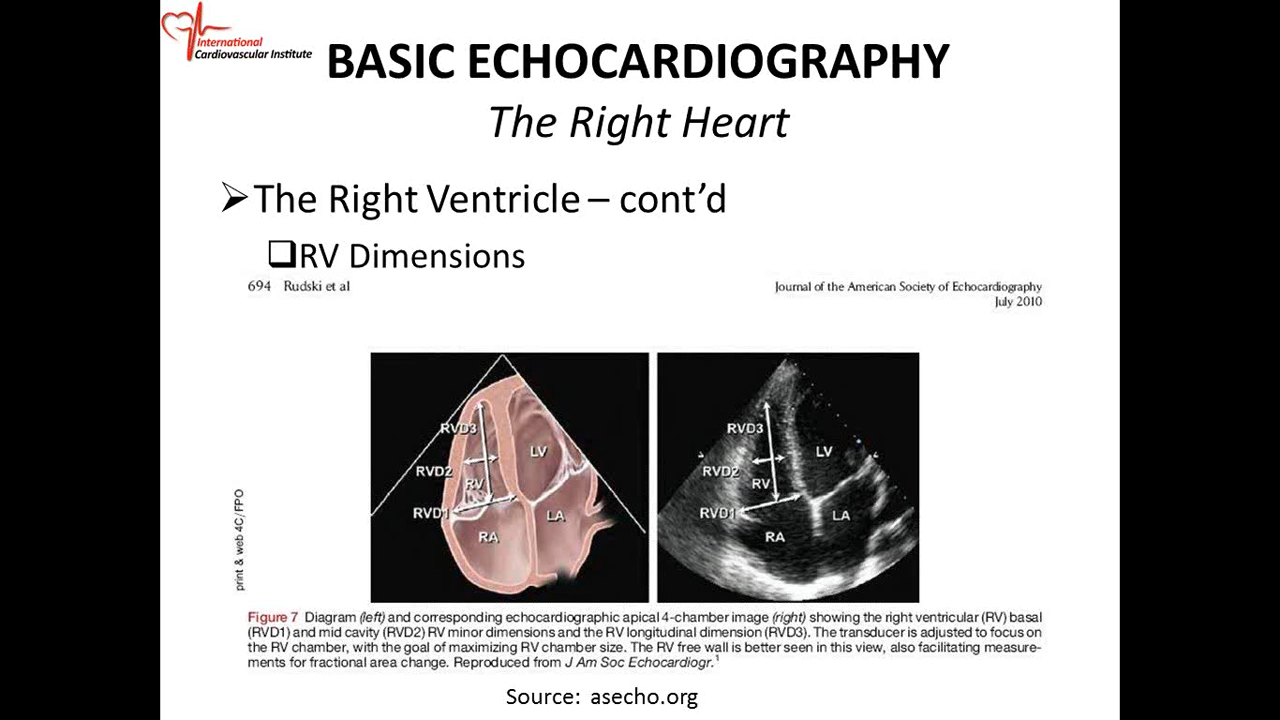 International
Cardiovascular Institute
BASIC ECHOCARDIOGRAPHY
The Right Heart
The Right Ventricle – cont’d
RV Dimensions
694 Rudski et al
Journal of the American Society of Echocardiography
July 2010
print & web 4C/FPO
RVD3
RVD2
RV
RVD1
LV
LA
RA
RVD3
RVD2
RV
RVD1
LV
LA
RA
Figure 7 Diagram (left) and corresponding echocardiographic apical 4-chamber image (right) showing the right ventricular (RV) basal
(RVD1) and mid cavity (RVD2) RV minor dimensions and the RV longitudinal dimension (RVD3). The transducer is adjusted to focus on
the RV chamber, with the goal of maximizing RV chamber size. The RV free wall is better seen in this view, also facilitating measure-
ments for fractional area change. Reproduced from J Am Soc Echocardiogr.¹
Source: asecho.org